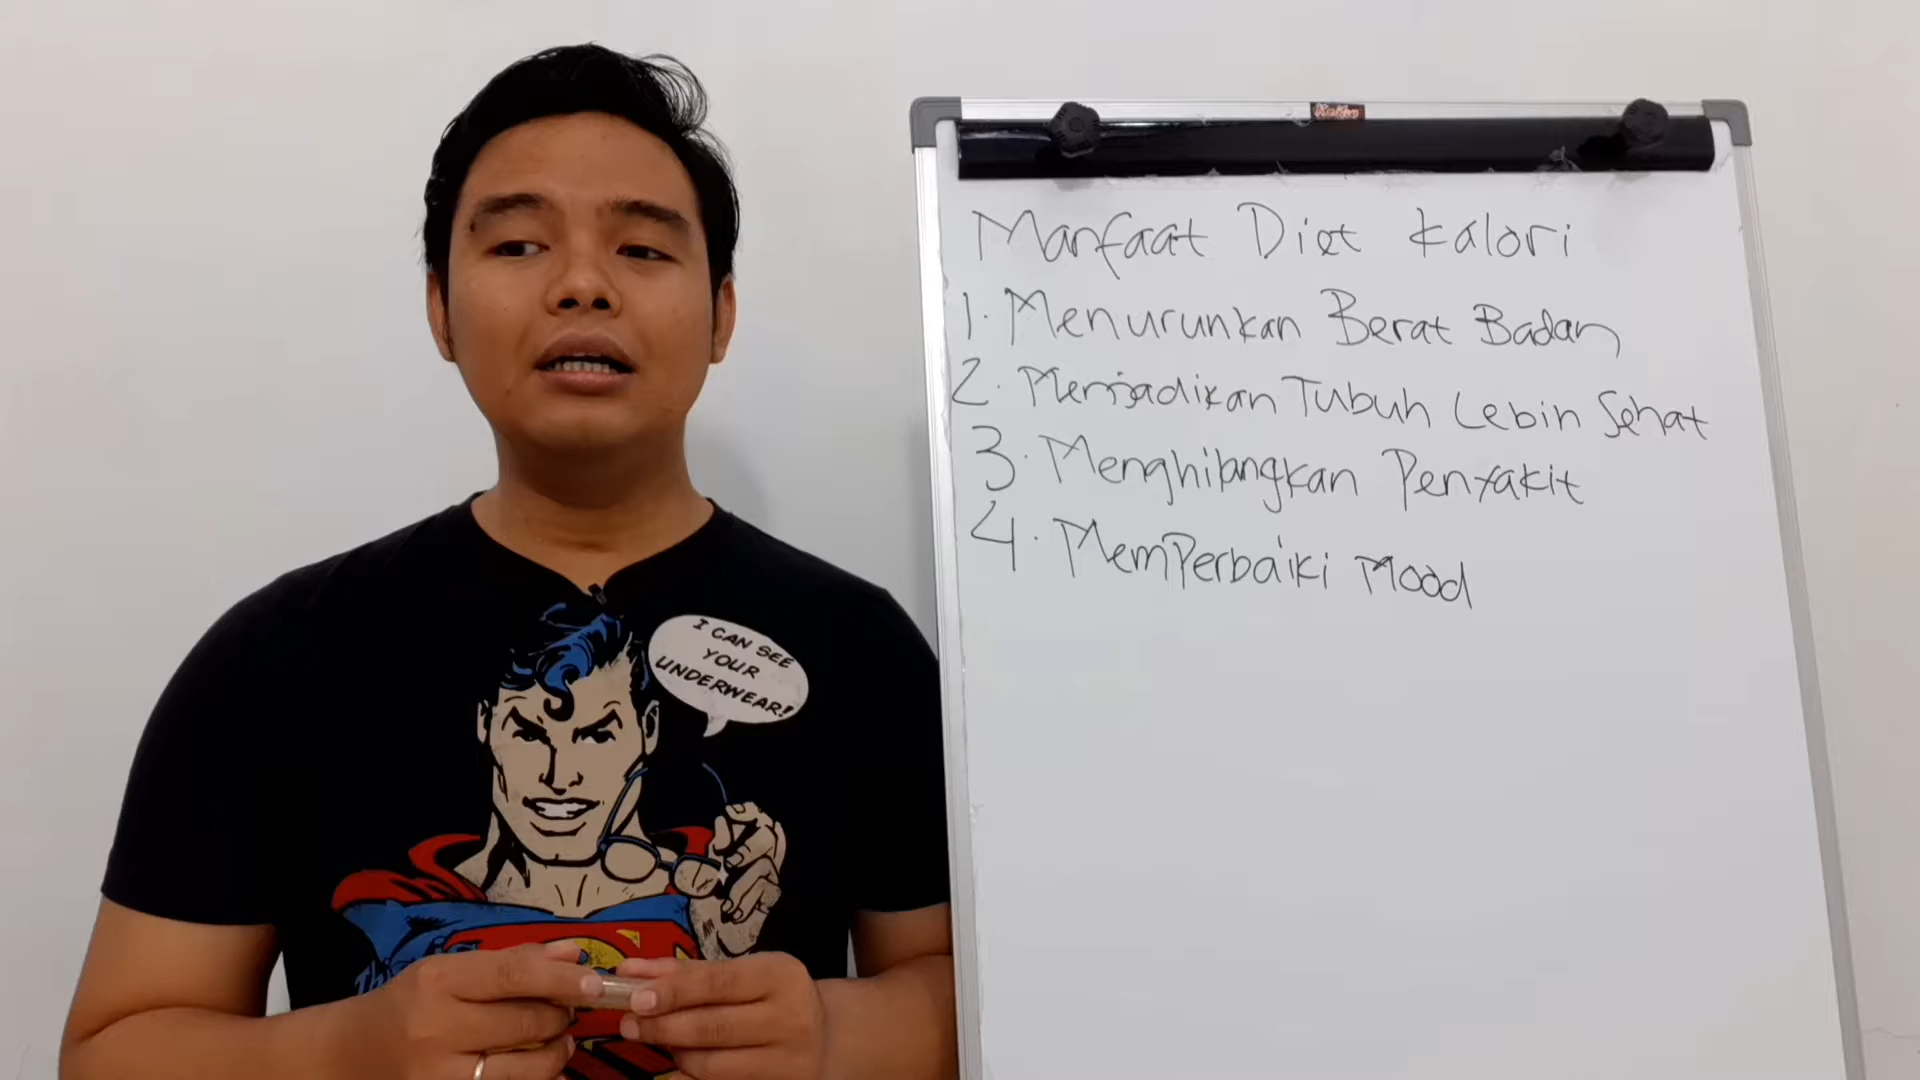 Manfaat Diet Kalori
1. Menurunkan Berat Badan
2. Menjadikan Tubuh Lebih Sehat
3. Menghilangkan Penyakit
4. Memperbaiki Mood
I CAN SEE
YOUR
UNDERWEAR!